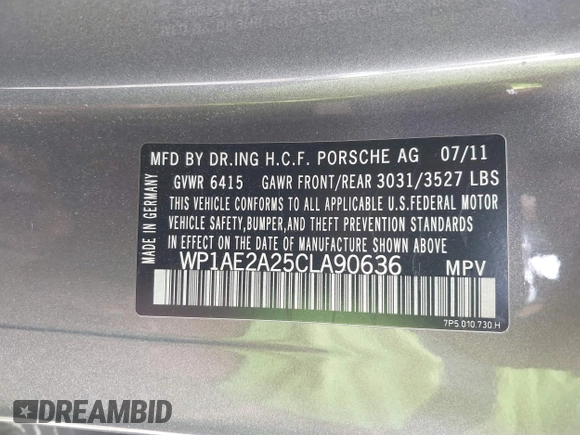 MFD BY DR.ING H.C.F. PORSCHE AG 07/11
GVWR 6415 GAWR FRONT/REAR 3031/3527 LBS
THIS VEHICLE CONFORMS TO ALL APPLICABLE U.S.FEDERAL MOTOR
VEHICLE SAFETY,BUMPER,AND THEFT PREVENTION STANDARDS
IN EFFECT ON THE DATE OF MANUFACTURE SHOWN ABOVE
WP1AE2A25CLA90636 MPV
MADE IN GERMANY
7P5.010.730.H
DREAMBID